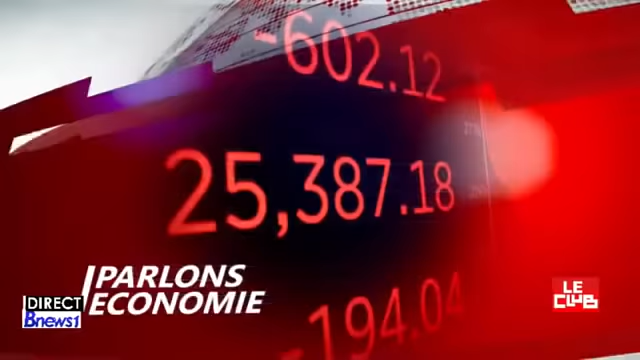 -602.12
25,387.18
-194.04
PARLONS
ECONOMIE
DIRECT
Bnews1
LE
CLUB